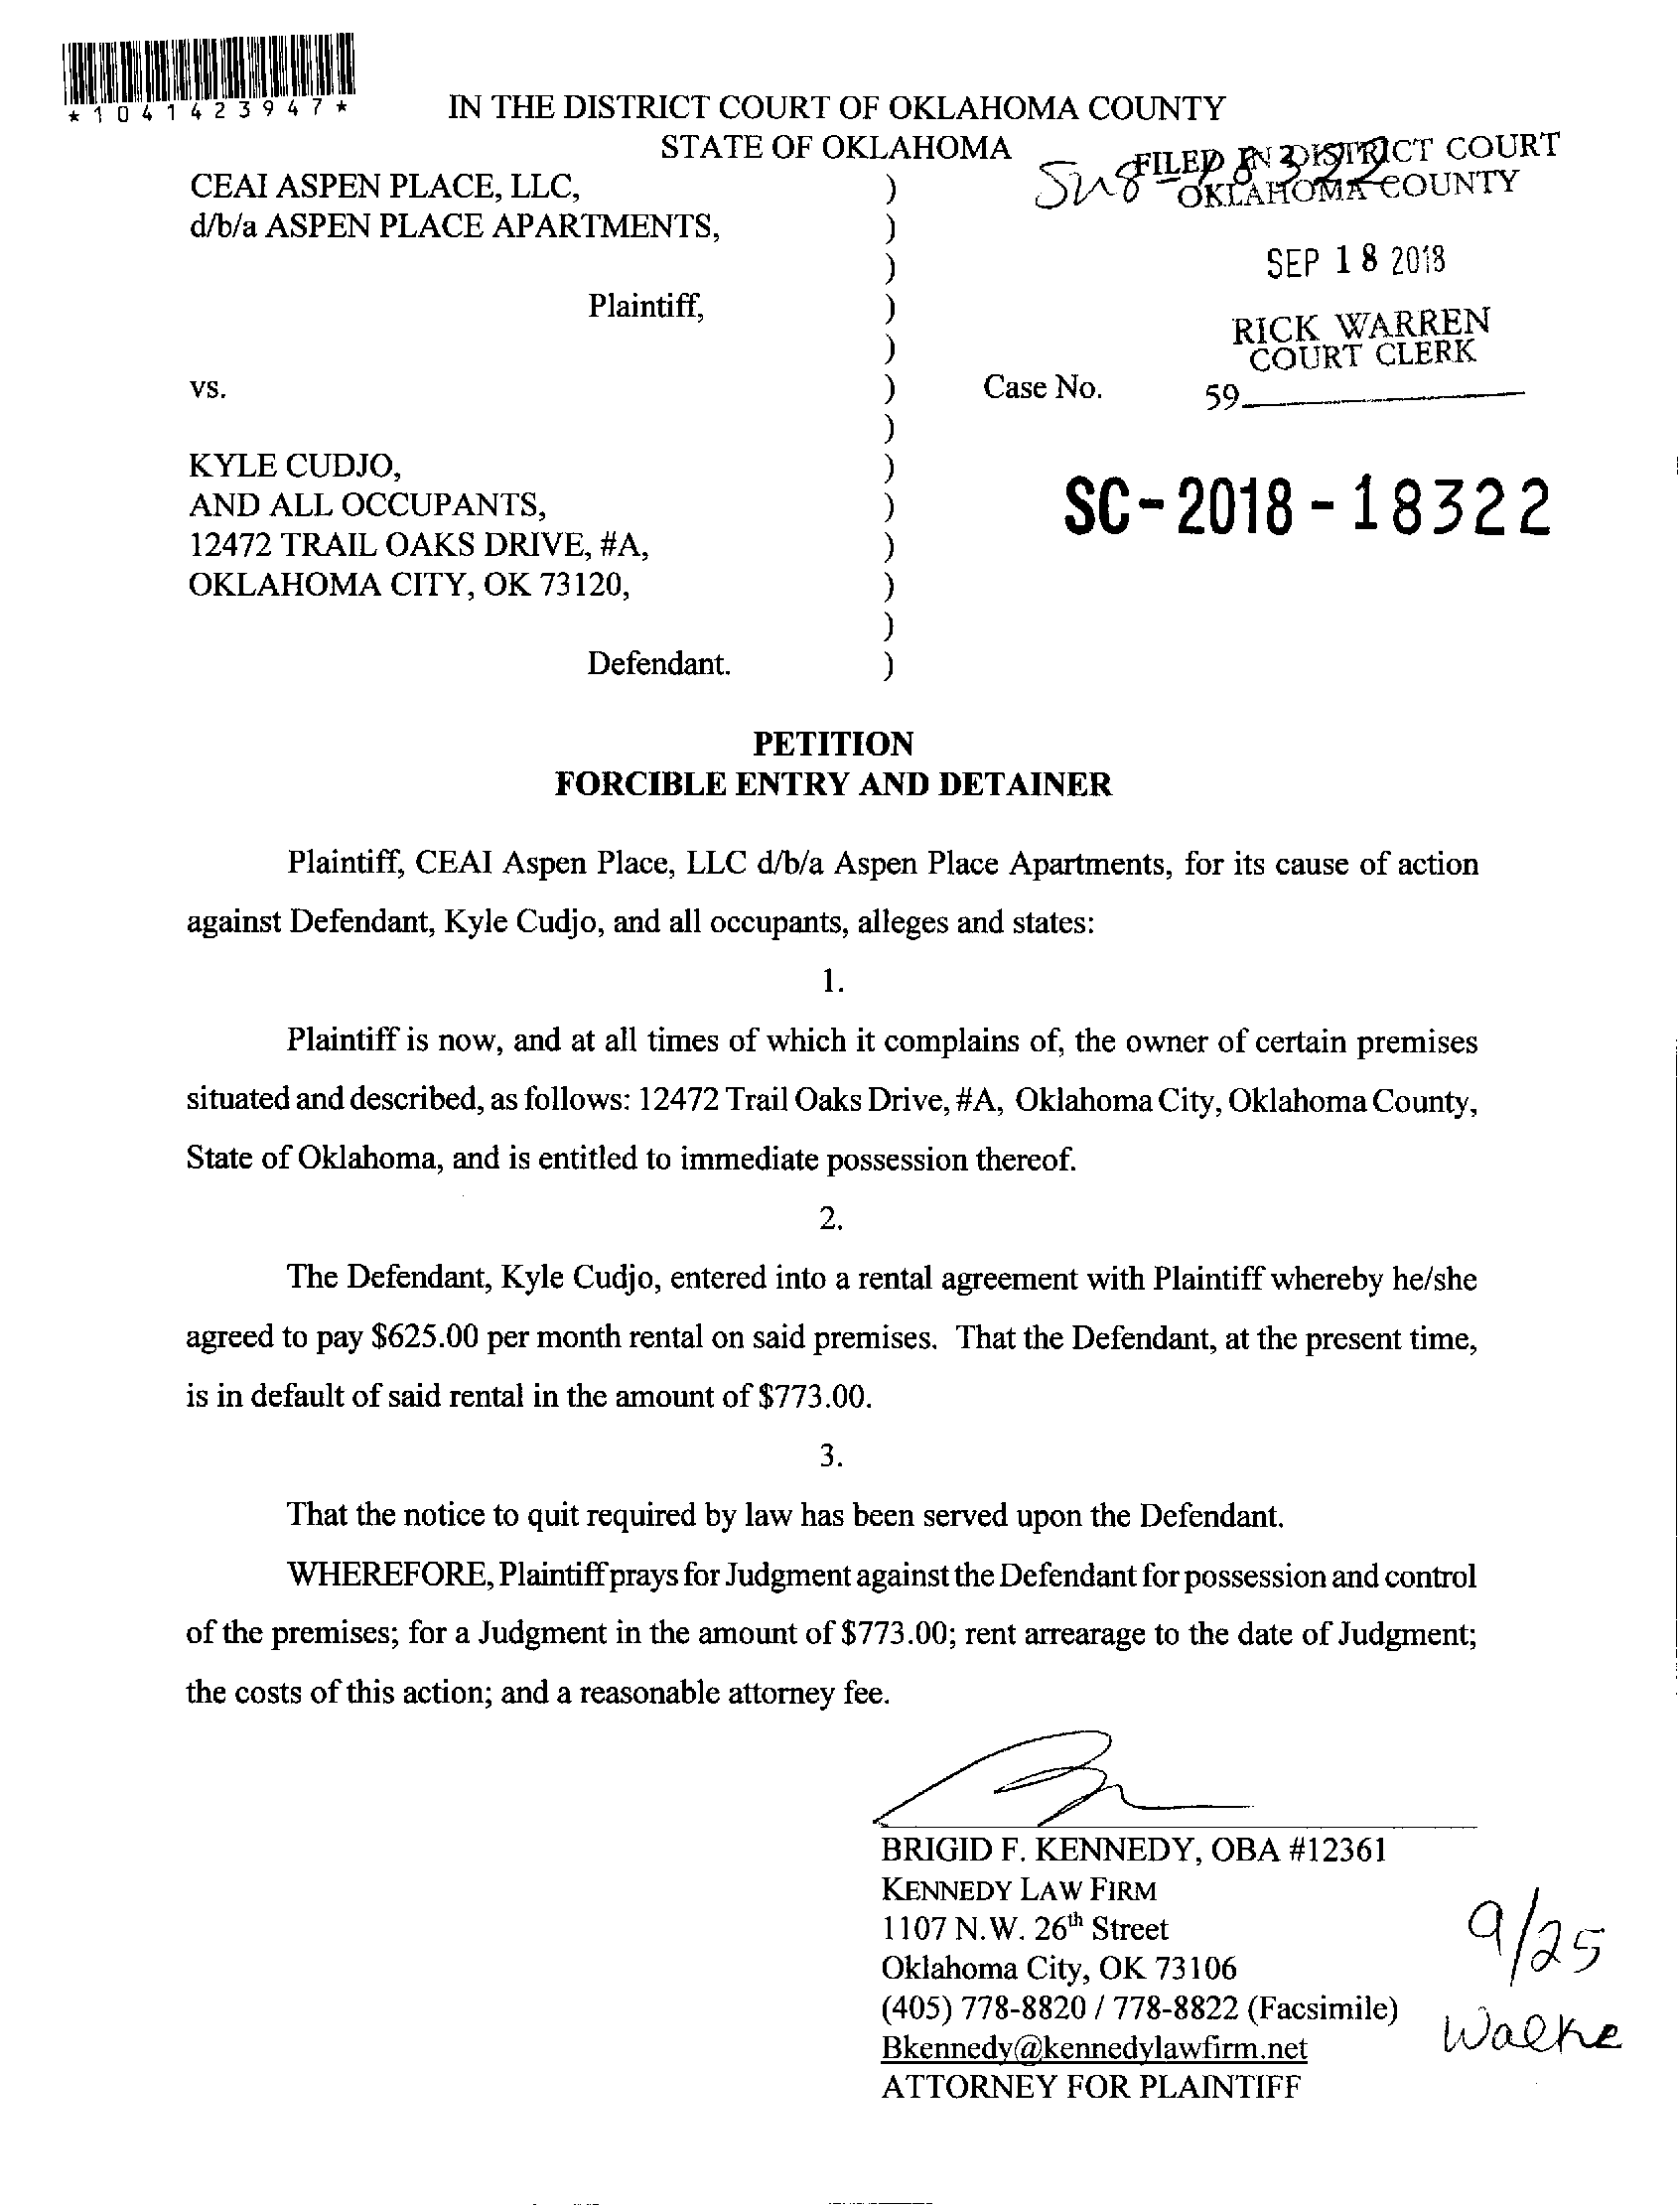 *1041423947*
IN THE DISTRICT COURT OF OKLAHOMA COUNTY
STATE OF OKLAHOMA
FILED IN DISTRICT COURT
OKLAHOMA COUNTY
SEP 18 2018
RICK WARREN
COURT CLERK
59
CEAI ASPEN PLACE, LLC, )
d/b/a ASPEN PLACE APARTMENTS, )
)
Plaintiff, )
)
vs. ) Case No.
)
KYLE CUDJO, )
AND ALL OCCUPANTS, ) SC-2018-18322
12472 TRAIL OAKS DRIVE, #A, )
OKLAHOMA CITY, OK 73120, )
)
Defendant. )
PETITION
FORCIBLE ENTRY AND DETAINER
Plaintiff, CEAI Aspen Place, LLC d/b/a Aspen Place Apartments, for its cause of action
against Defendant, Kyle Cudjo, and all occupants, alleges and states:
1.
Plaintiff is now, and at all times of which it complains of, the owner of certain premises
situated and described, as follows: 12472 Trail Oaks Drive, #A, Oklahoma City, Oklahoma County,
State of Oklahoma, and is entitled to immediate possession thereof.
2.
The Defendant, Kyle Cudjo, entered into a rental agreement with Plaintiff whereby he/she
agreed to pay $625.00 per month rental on said premises. That the Defendant, at the present time,
is in default of said rental in the amount of $773.00.
3.
That the notice to quit required by law has been served upon the Defendant.
WHEREFORE, Plaintiff prays for Judgment against the Defendant for possession and control
of the premises; for a Judgment in the amount of $773.00; rent arrearage to the date of Judgment;
the costs of this action; and a reasonable attorney fee.
BRIGID F. KENNEDY, OBA #12361
KENNEDY LAW FIRM
1107 N.W. 26th Street
Oklahoma City, OK 73106
(405) 778-8820 / 778-8822 (Facsimile)
Bkennedy@kennedylawfirm.net
ATTORNEY FOR PLAINTIFF
9/25
Walke